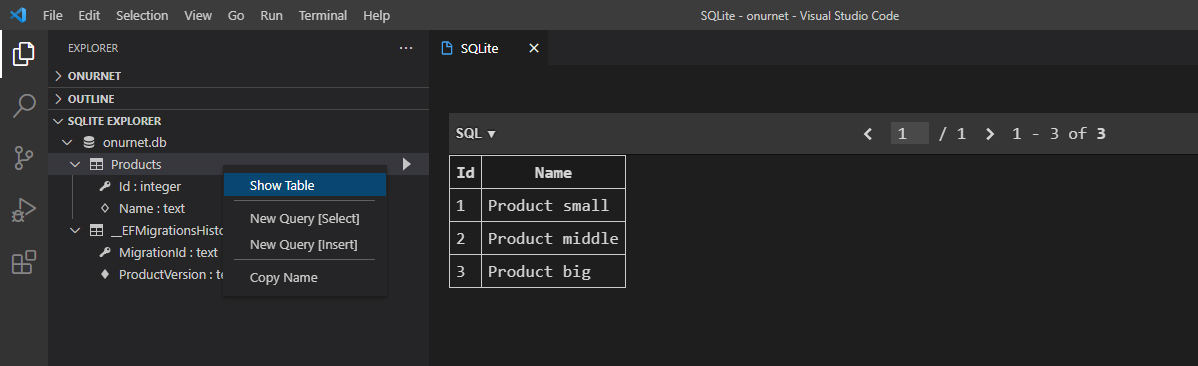 File Edit Selection View Go Run Terminal Help SQLite - onurnet - Visual Studio Code
EXPLORER
ONURNET
OUTLINE
SQLITE EXPLORER
onurnet.db
Products
Id : integer
Name : text
__EFMigrationsHisto
MigrationId : text
ProductVersion : te
Show Table
New Query [Select]
New Query [Insert]
Copy Name
SQLite
SQL 1 / 1 1 - 3 of 3
Id Name
1 Product small
2 Product middle
3 Product big